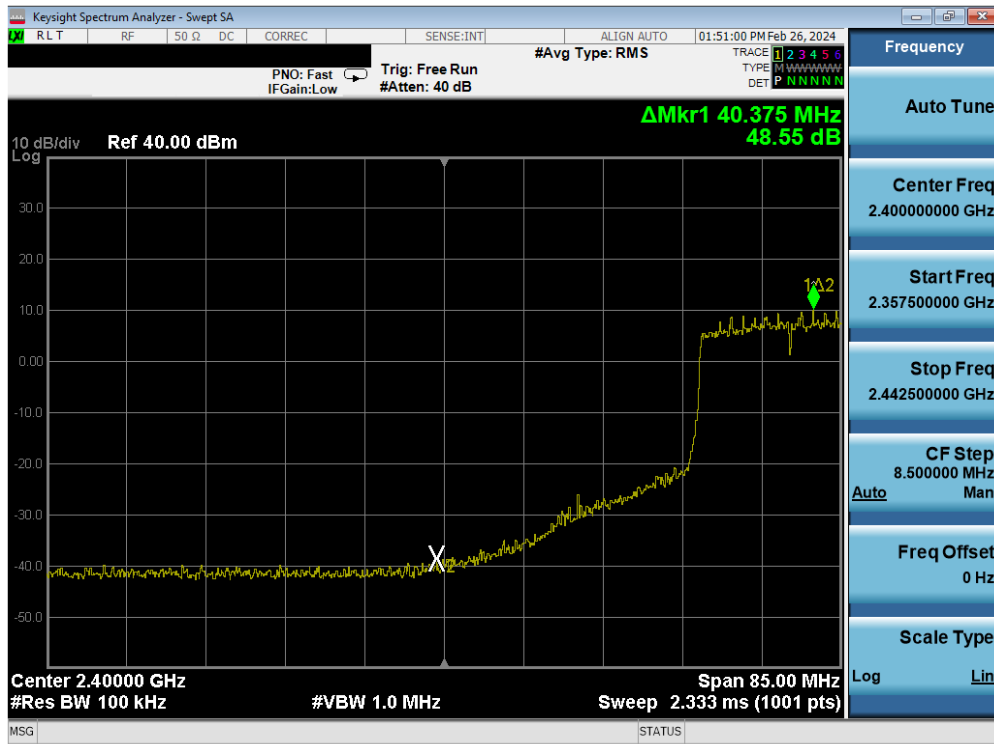 Keysight Spectrum Analyzer - Swept SA
LXI RLT RF 50 Ω DC CORREC SENSE:INT ALIGN AUTO 01:51:00 PM Feb 26, 2024
PNO: Fast
IFGain:Low
Trig: Free Run
#Atten: 40 dB
#Avg Type: RMS
TRACE 1 2 3 4 5 6
TYPE M W W W W W
DET P N N N N N
ΔMkr1 40.375 MHz
48.55 dB
10 dB/div Ref 40.00 dBm
Log
30.0
20.0
10.0
0.00
-10.0
-20.0
-30.0
-40.0
-50.0
1Δ2
X2
Center 2.40000 GHz Span 85.00 MHz
#Res BW 100 kHz #VBW 1.0 MHz Sweep 2.333 ms (1001 pts)
MSG STATUS
Frequency
Auto Tune
Center Freq
2.400000000 GHz
Start Freq
2.357500000 GHz
Stop Freq
2.442500000 GHz
CF Step
8.500000 MHz
Auto Man
Freq Offset
0 Hz
Scale Type
Log Lin